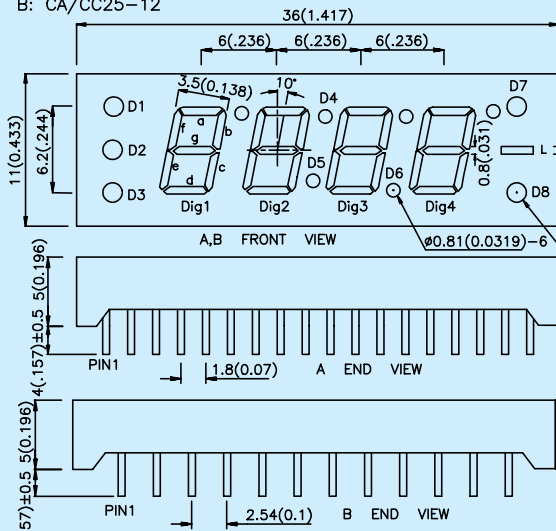 B: CA/CC25-12
36(1.417)
6(.236) 6(.236) 6(.236)
3.5(0.138) 10° D7
D1 D4
11(0.433) 6.2(.244) a f b g e c d 0.8(.031)
D2 L
D3 D5 D6 D8
Dig1 Dig2 Dig3 Dig4
A,B FRONT VIEW ø0.81(0.0319)-6
5(0.196)
4(.157)±0.5
PIN1 1.8(0.07) A END VIEW
5(0.196)
57)±0.5
PIN1 2.54(0.1) B END VIEW